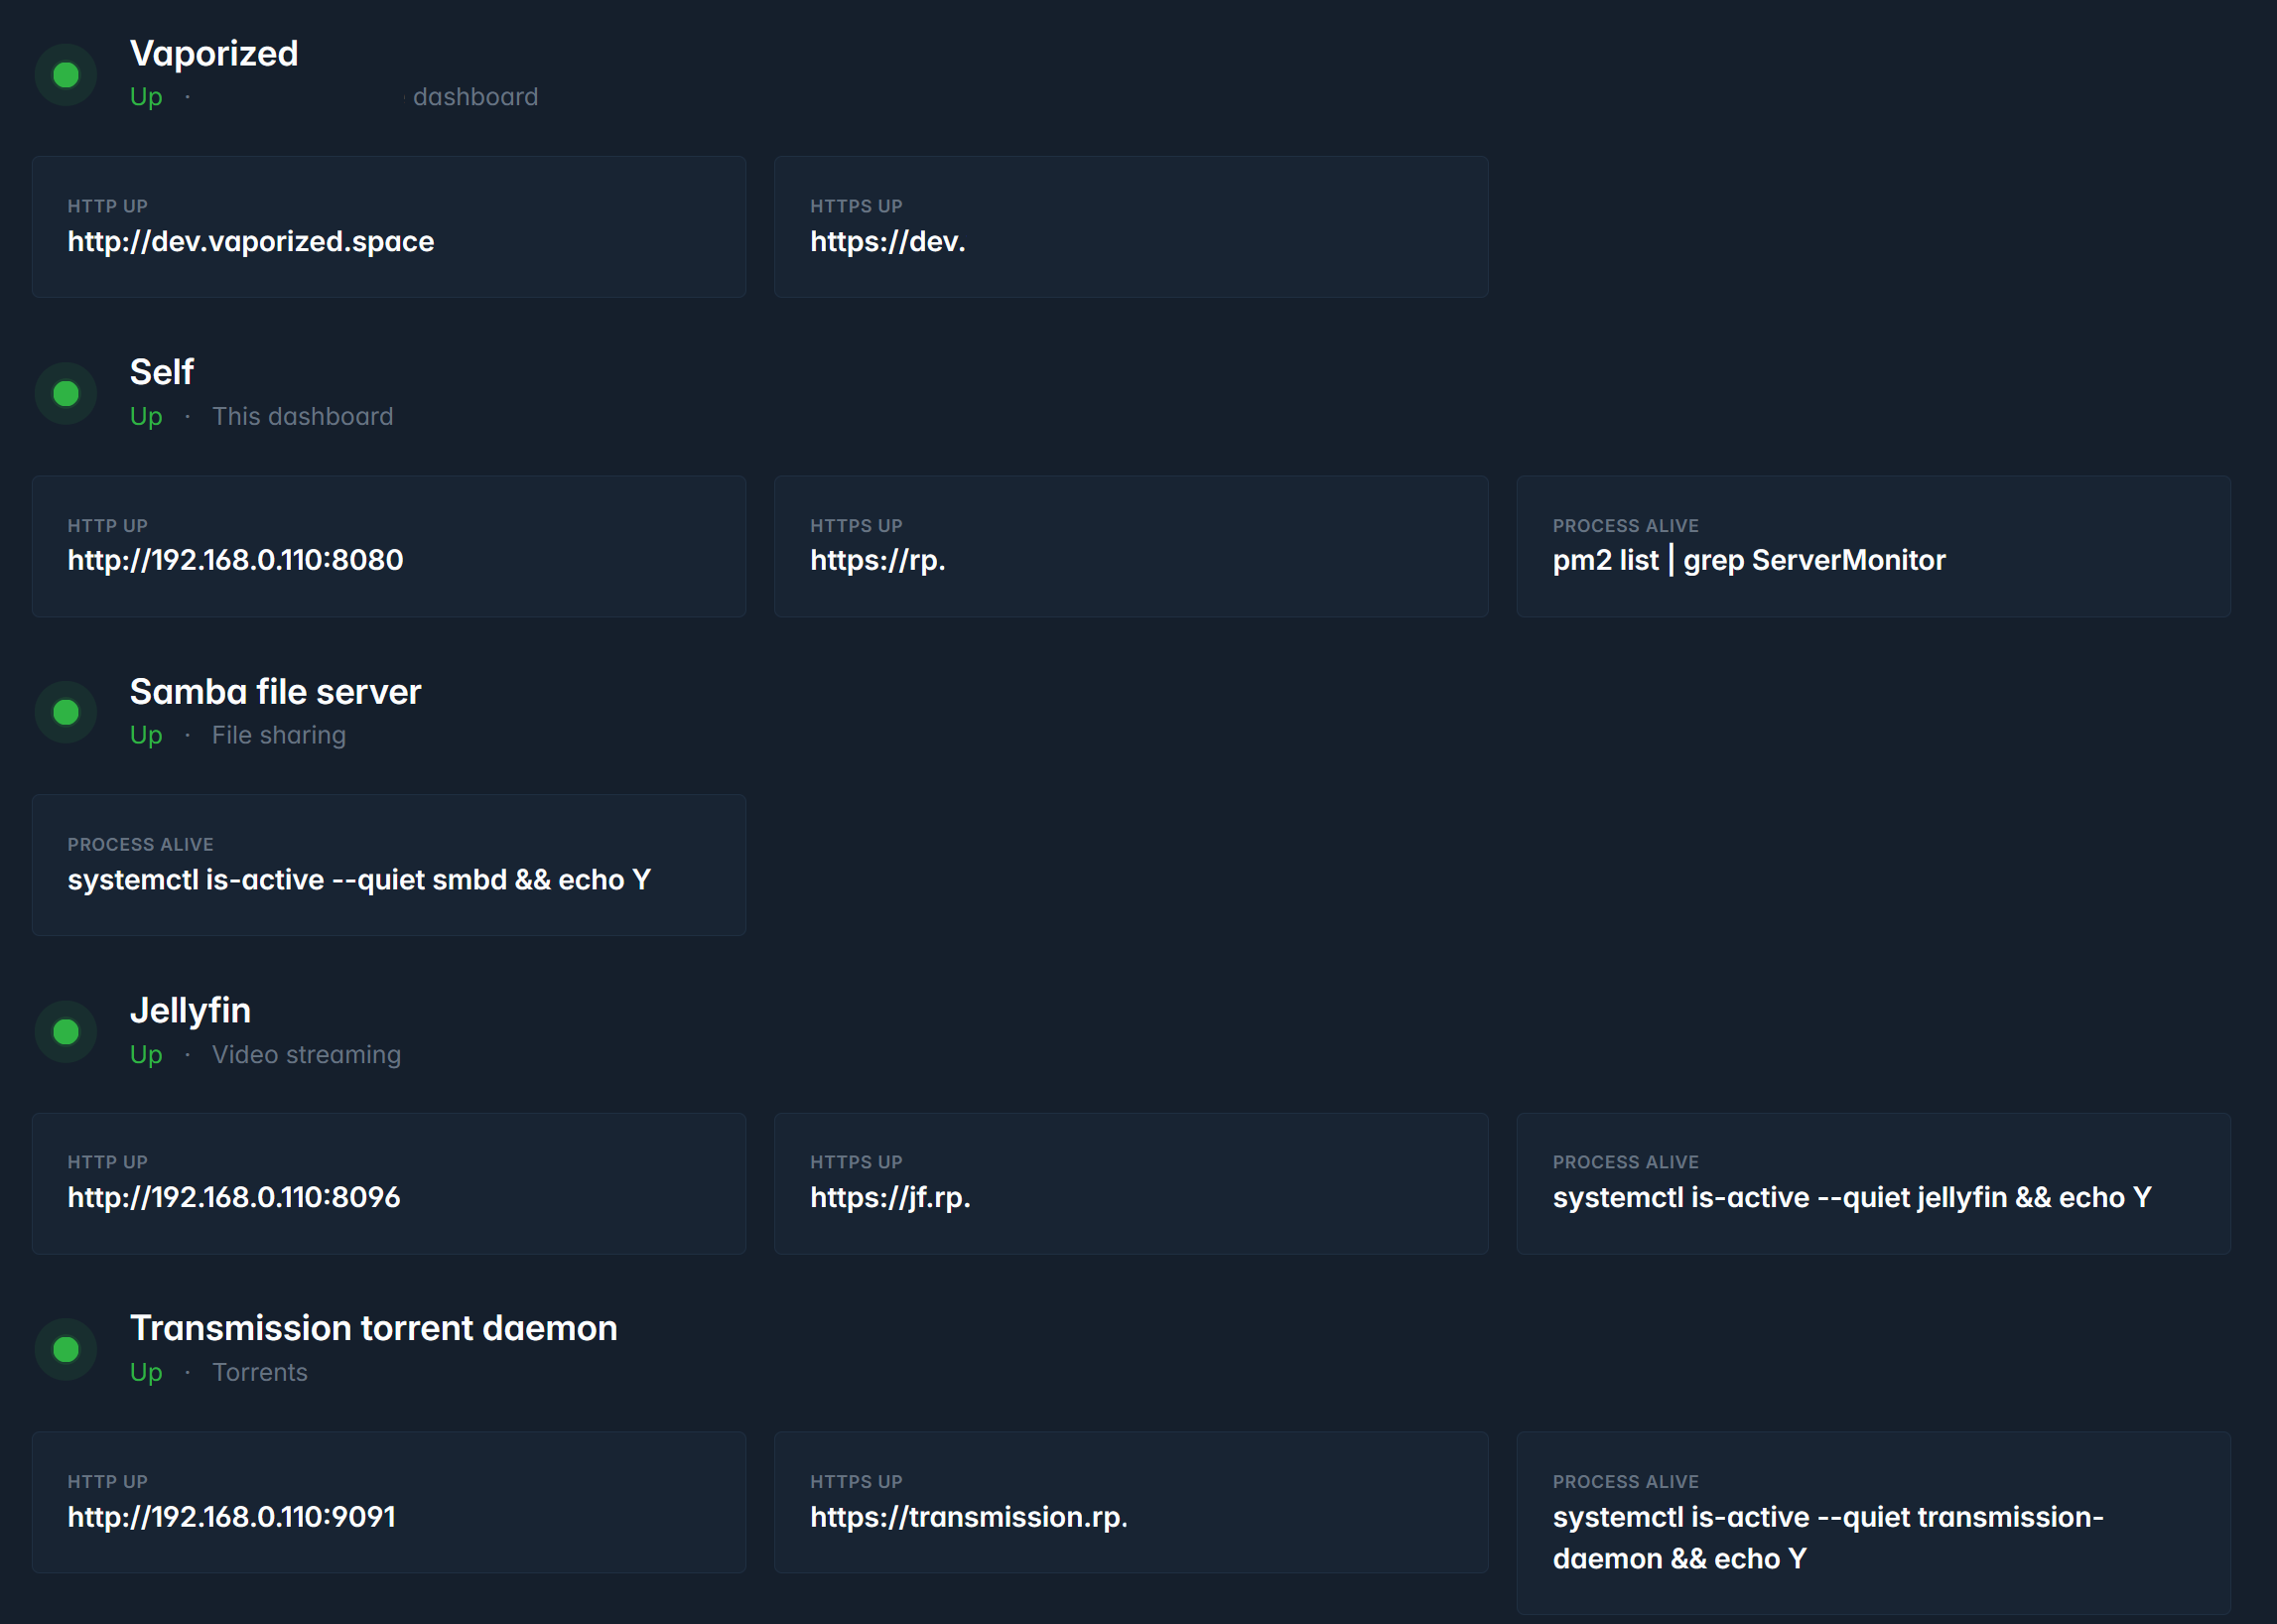 Vaporized
Up · dashboard
HTTP UP
http://dev.vaporized.space
HTTPS UP
https://dev.
Self
Up · This dashboard
HTTP UP
http://192.168.0.110:8080
HTTPS UP
https://rp.
PROCESS ALIVE
pm2 list | grep ServerMonitor
Samba file server
Up · File sharing
PROCESS ALIVE
systemctl is-active --quiet smbd && echo Y
Jellyfin
Up · Video streaming
HTTP UP
http://192.168.0.110:8096
HTTPS UP
https://jf.rp.
PROCESS ALIVE
systemctl is-active --quiet jellyfin && echo Y
Transmission torrent daemon
Up · Torrents
HTTP UP
http://192.168.0.110:9091
HTTPS UP
https://transmission.rp.
PROCESS ALIVE
systemctl is-active --quiet transmission-
daemon && echo Y